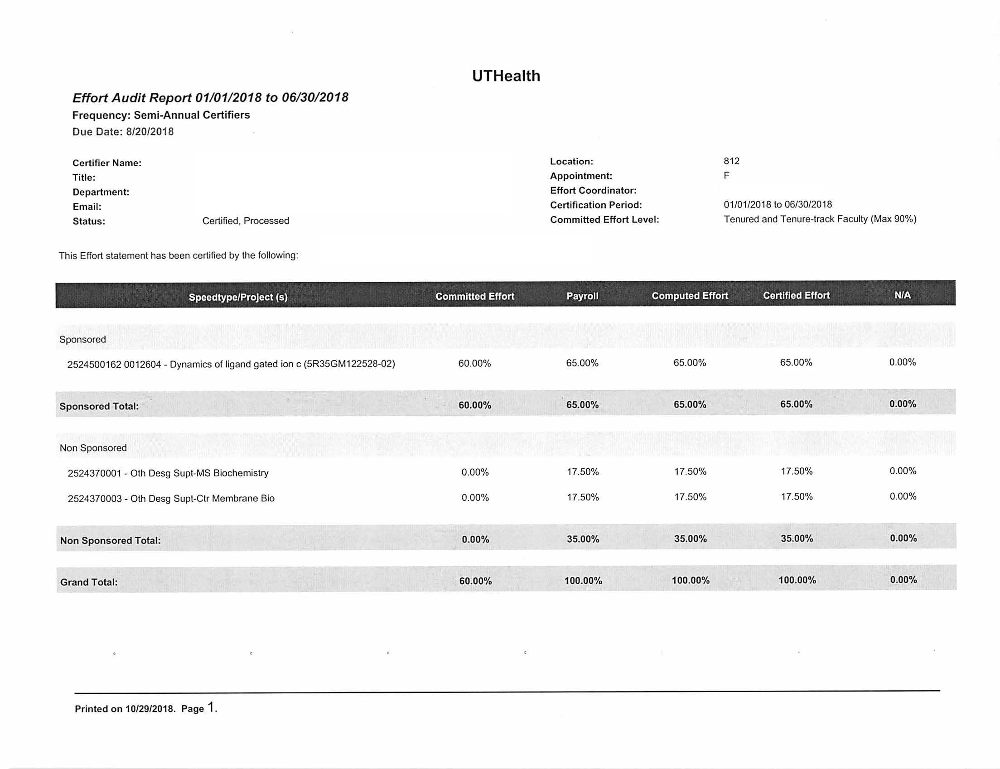 UTHealth
Effort Audit Report 01/01/2018 to 06/30/2018
Frequency: Semi-Annual Certifiers
Due Date: 8/20/2018
Certifier Name:
Title:
Department:
Email:
Status: Certified, Processed
Location: 812
Appointment: F
Effort Coordinator:
Certification Period: 01/01/2018 to 06/30/2018
Committed Effort Level: Tenured and Tenure-track Faculty (Max 90%)
This Effort statement has been certified by the following:
Speedtype/Project (s) Committed Effort Payroll Computed Effort Certified Effort N/A
Sponsored
2524500162 0012604 - Dynamics of ligand gated ion c (5R35GM122528-02) 60.00% 65.00% 65.00% 65.00% 0.00%
Sponsored Total: 60.00% 65.00% 65.00% 65.00% 0.00%
Non Sponsored
2524370001 - Oth Desg Supt-MS Biochemistry 0.00% 17.50% 17.50% 17.50% 0.00%
2524370003 - Oth Desg Supt-Ctr Membrane Bio 0.00% 17.50% 17.50% 17.50% 0.00%
Non Sponsored Total: 0.00% 35.00% 35.00% 35.00% 0.00%
Grand Total: 60.00% 100.00% 100.00% 100.00% 0.00%
Printed on 10/29/2018. Page 1.